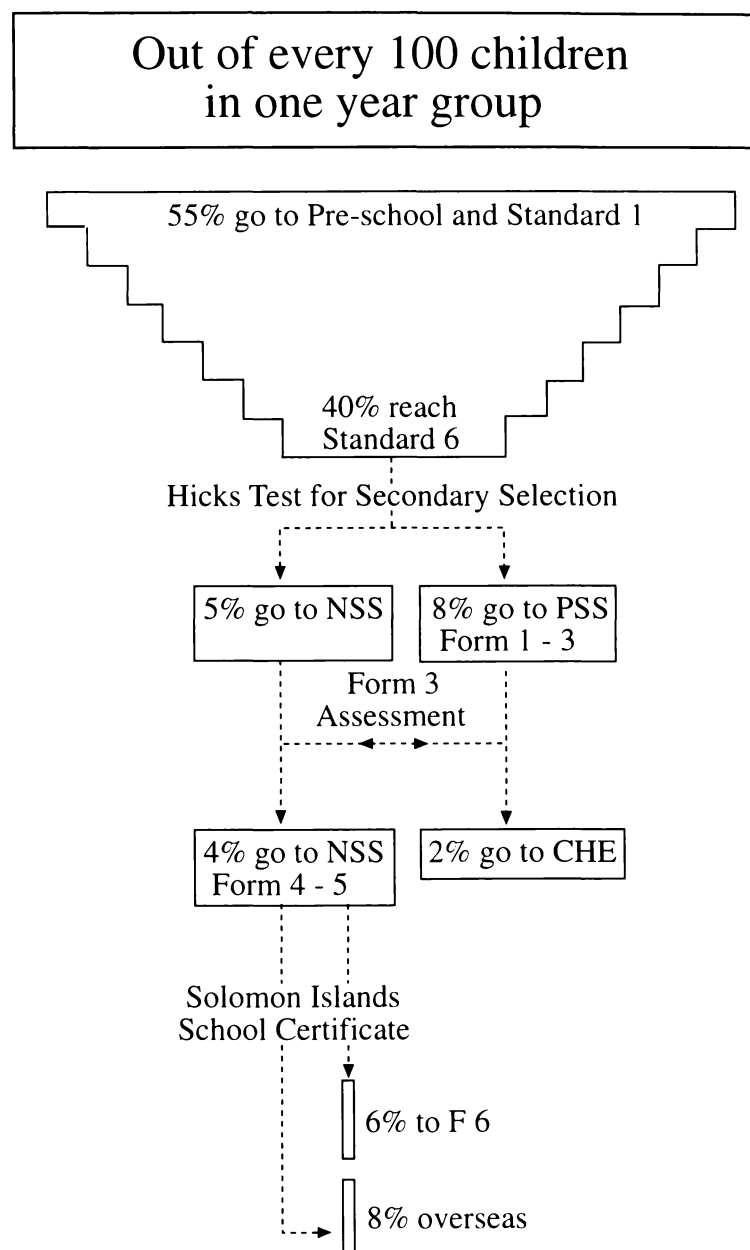 Out of every 100 children
in one year group
55% go to Pre-school and Standard 1
40% reach
Standard 6
Hicks Test for Secondary Selection
5% go to NSS
8% go to PSS
Form 1 - 3
Form 3
Assessment
4% go to NSS
Form 4 - 5
2% go to CHE
Solomon Islands
School Certificate
6% to F 6
8% overseas